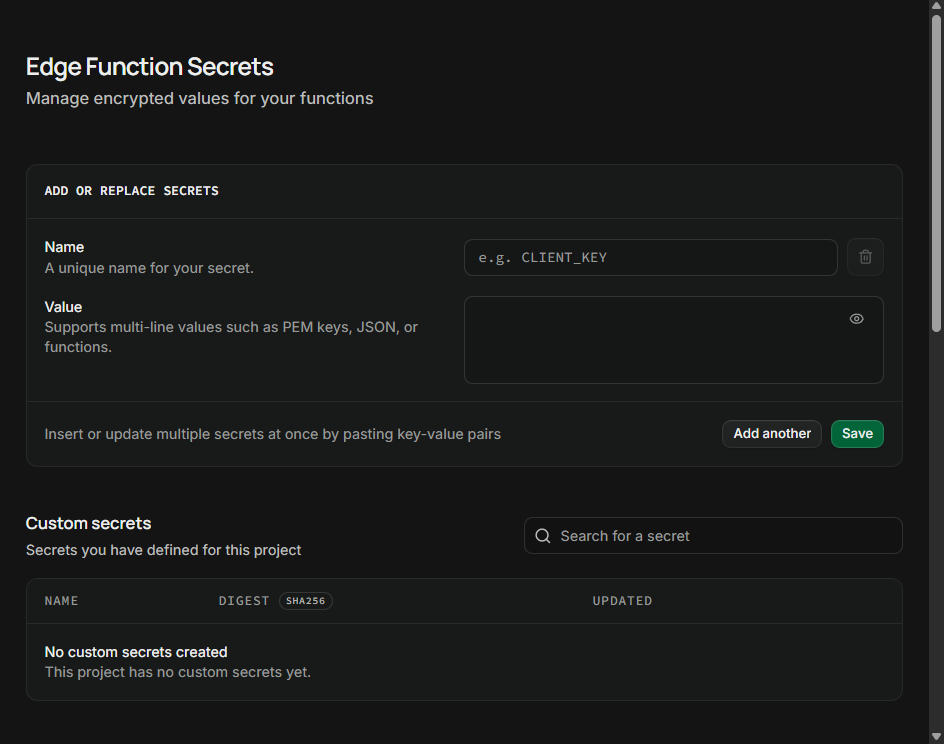 Edge Function Secrets
Manage encrypted values for your functions
ADD OR REPLACE SECRETS
Name
A unique name for your secret.
e.g. CLIENT_KEY
Value
Supports multi-line values such as PEM keys, JSON, or
functions.
Insert or update multiple secrets at once by pasting key-value pairs
Add another
Save
Custom secrets
Secrets you have defined for this project
Search for a secret
NAME DIGEST SHA256 UPDATED
No custom secrets created
This project has no custom secrets yet.